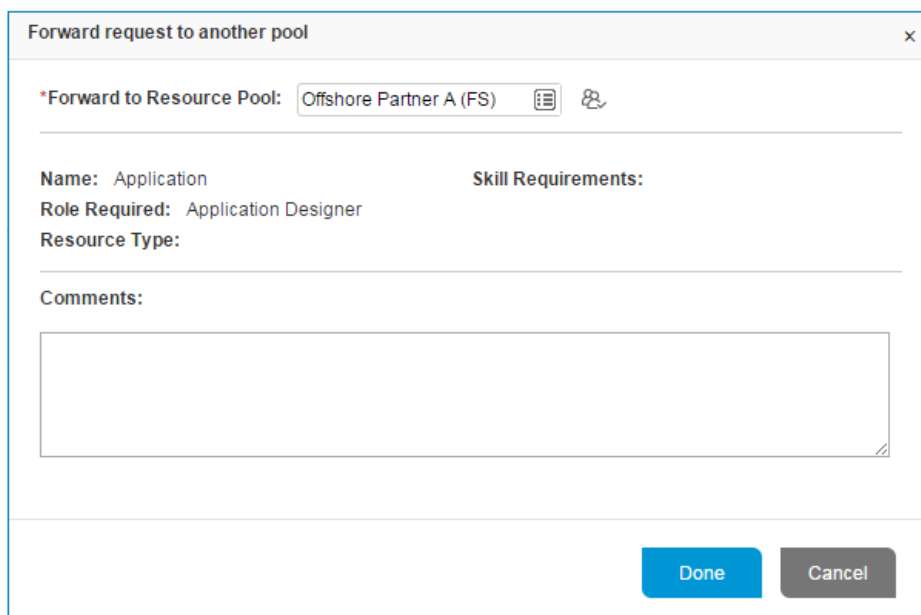 Forward request to another pool ×
*Forward to Resource Pool: Offshore Partner A (FS)
Name: Application Skill Requirements:
Role Required: Application Designer
Resource Type:
Comments:
Done Cancel